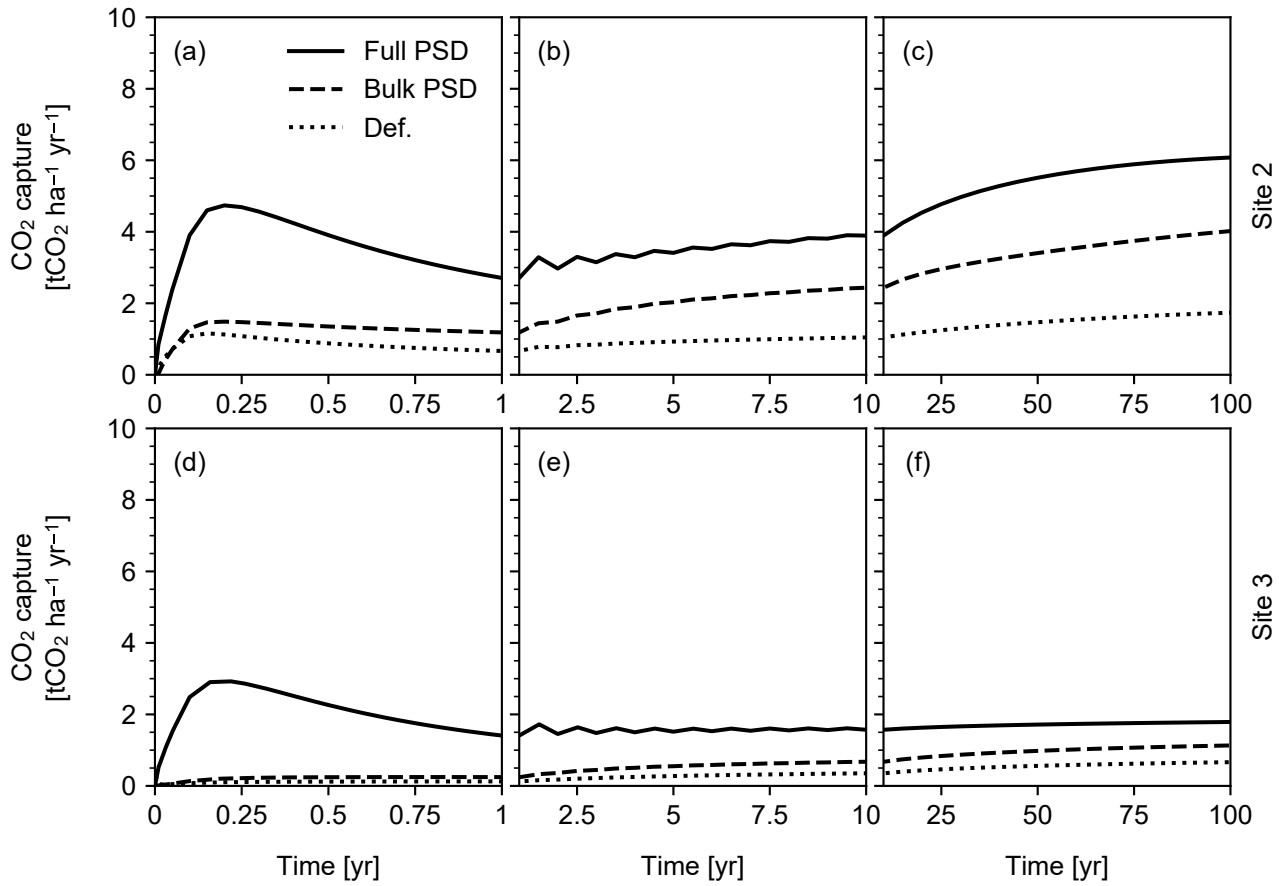 10
8
6
4
2
0
CO₂ capture
[tCO₂ ha⁻¹ yr⁻¹]
(a)
Full PSD
Bulk PSD
Def.
(b)
(c)
Site 2
0 0.25 0.5 0.75 1
2.5 5 7.5 10
25 50 75 100
10
8
6
4
2
0
CO₂ capture
[tCO₂ ha⁻¹ yr⁻¹]
(d)
(e)
(f)
Site 3
0 0.25 0.5 0.75 1
2.5 5 7.5 10
25 50 75 100
Time [yr]
Time [yr]
Time [yr]